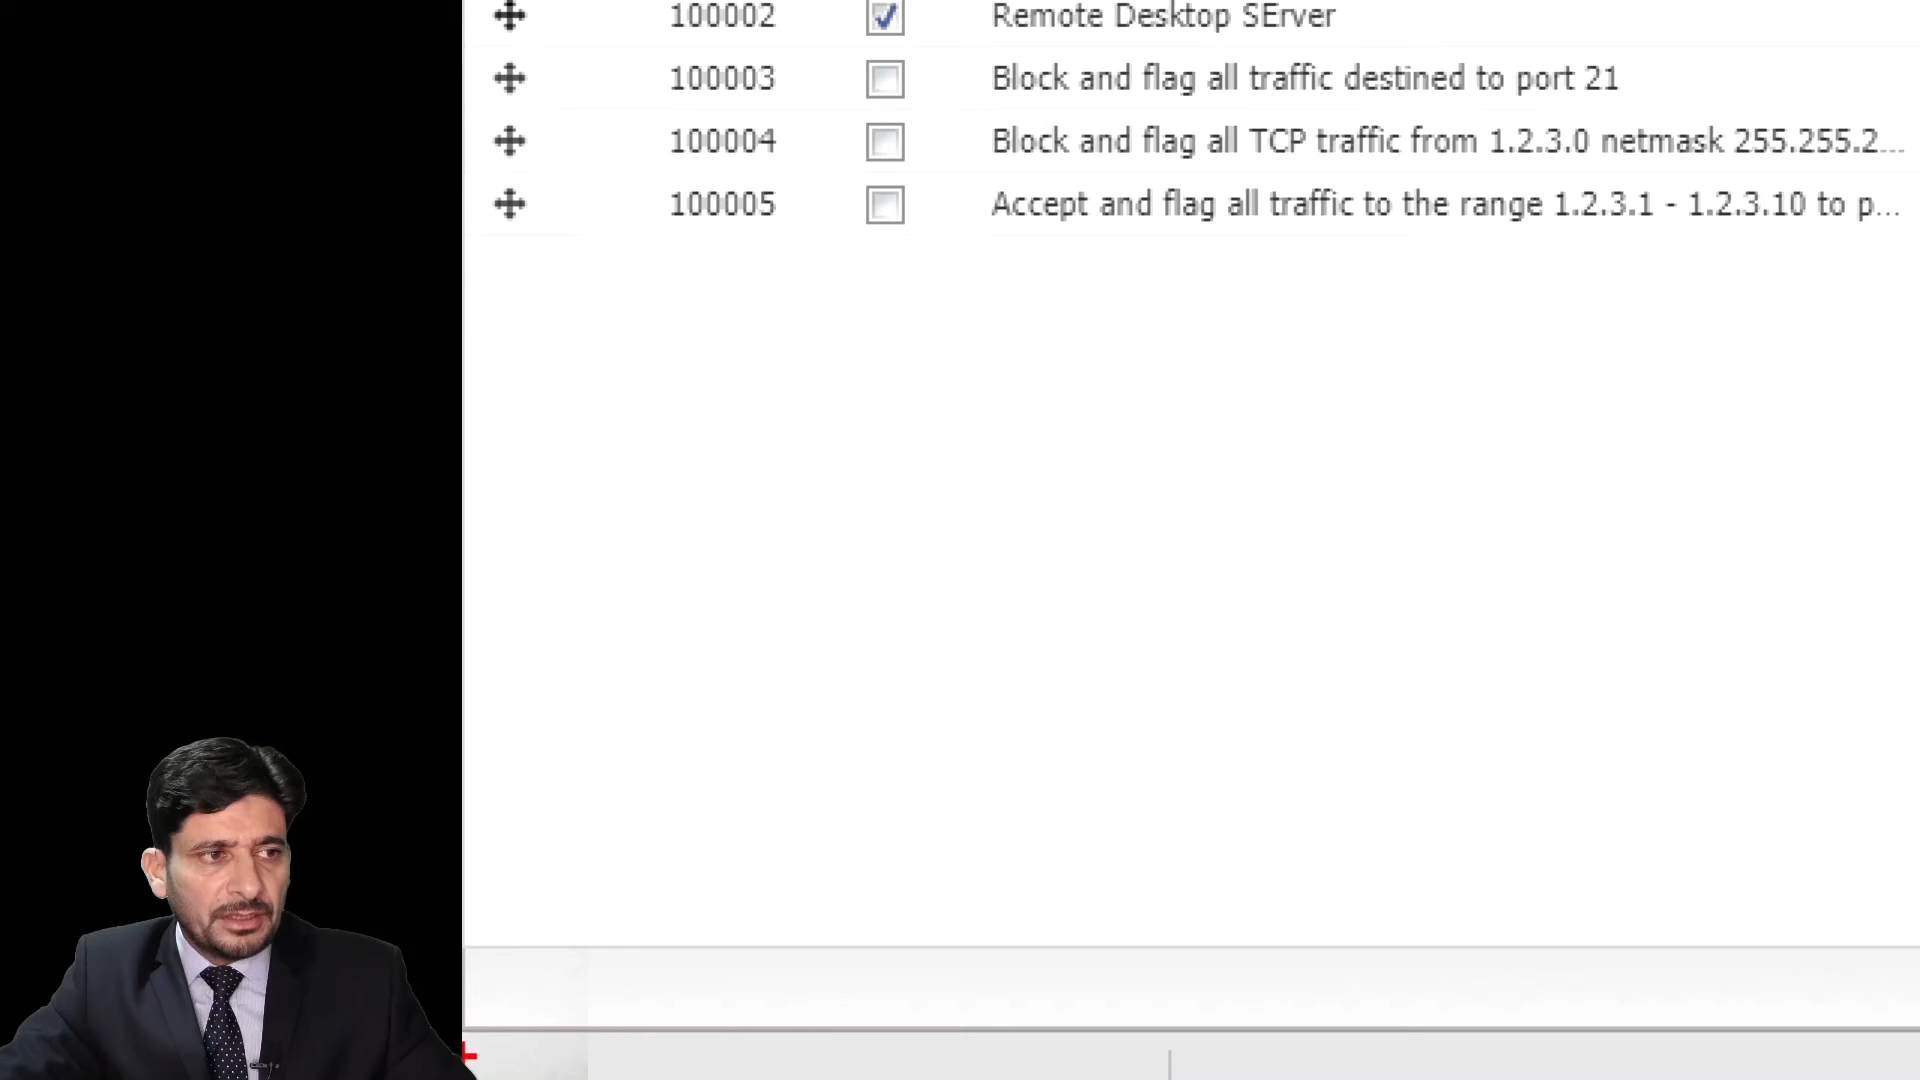 100002 Remote Desktop SErver
100003 Block and flag all traffic destined to port 21
100004 Block and flag all TCP traffic from 1.2.3.0 netmask 255.255.2...
100005 Accept and flag all traffic to the range 1.2.3.1 - 1.2.3.10 to p...